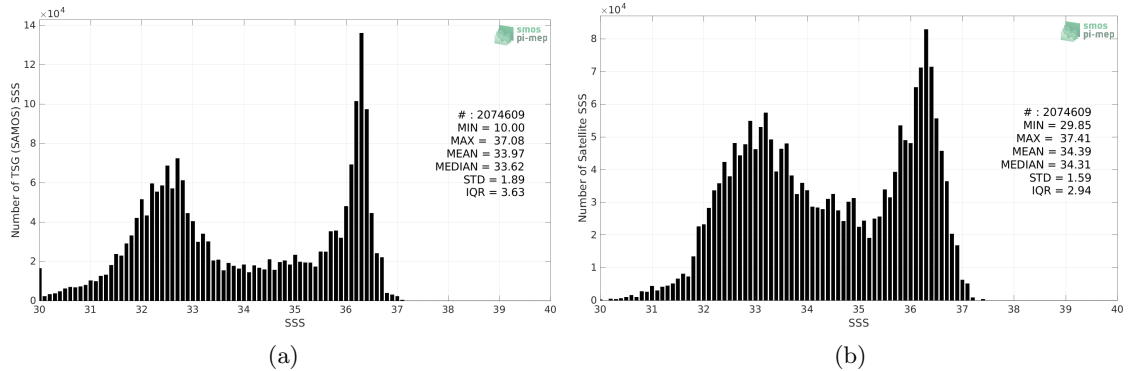 ×10⁴
14
12
10
8
6
4
2
0
Number of TSG (SAMOS) SSS
30 31 32 33 34 35 36 37 38 39 40
SSS
smos
pi-mep
# : 2074609
MIN = 10.00
MAX = 37.08
MEAN = 33.97
MEDIAN = 33.62
STD = 1.89
IQR = 3.63
(a)
×10⁴
8
7
6
5
4
3
2
1
0
Number of Satellite SSS
30 31 32 33 34 35 36 37 38 39 40
SSS
smos
pi-mep
# : 2074609
MIN = 29.85
MAX = 37.41
MEAN = 34.39
MEDIAN = 34.31
STD = 1.59
IQR = 2.94
(b)